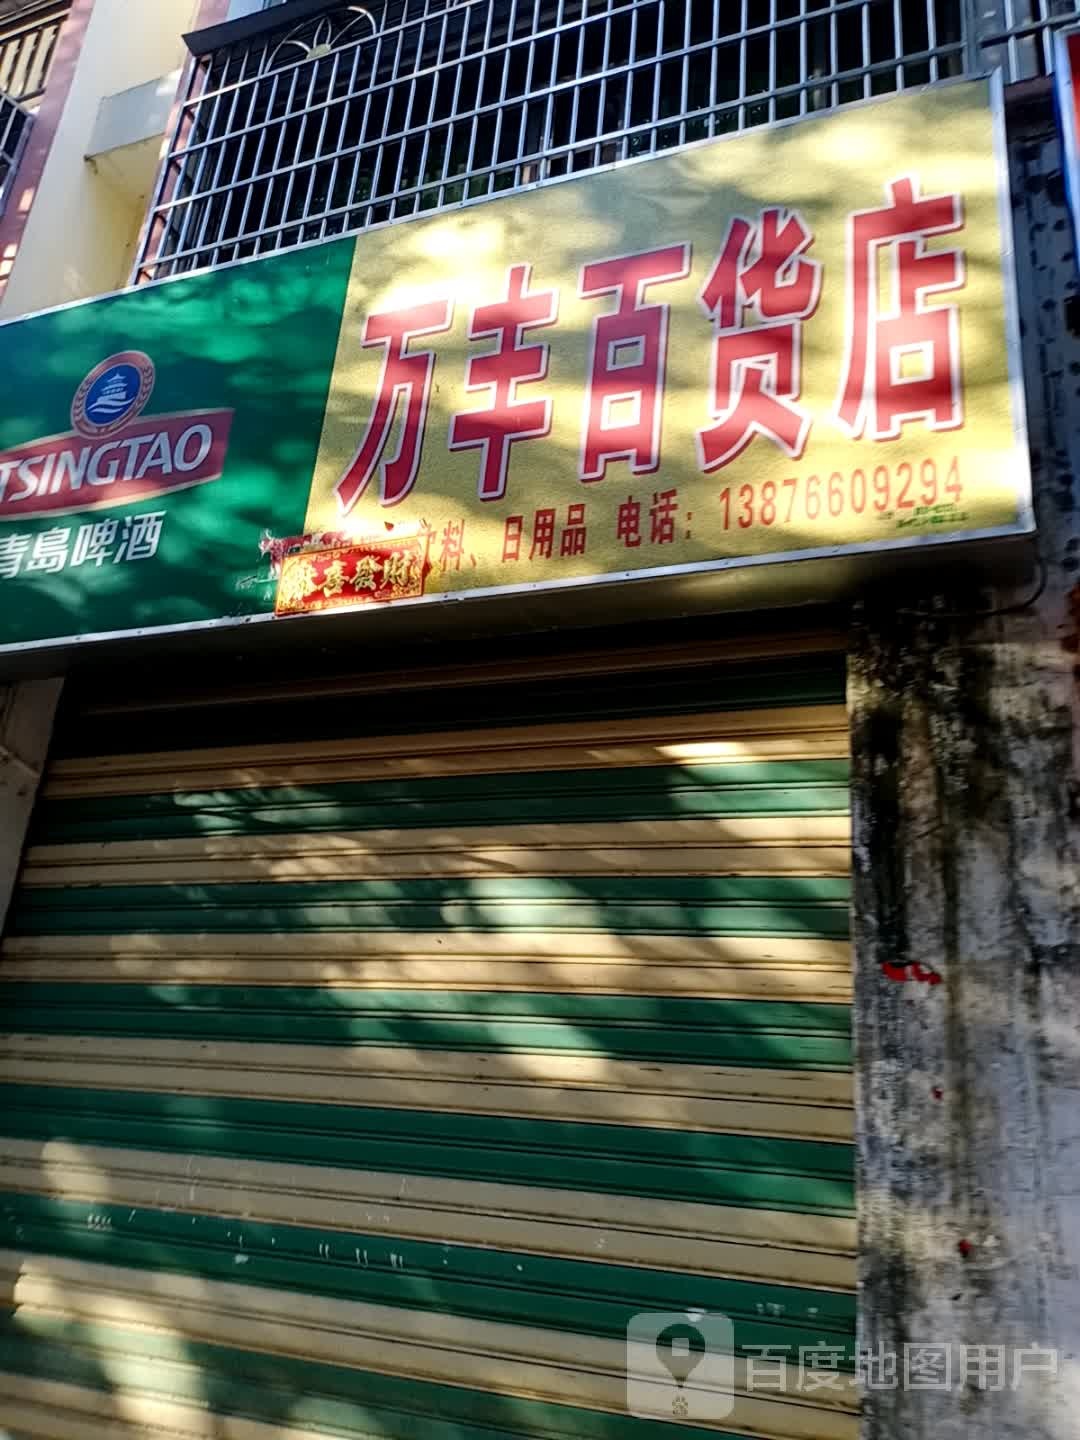 TSINGTAO
青島啤酒
万丰百货店
料、日用品 电话：13876609294
恭喜發財
百度地图用户